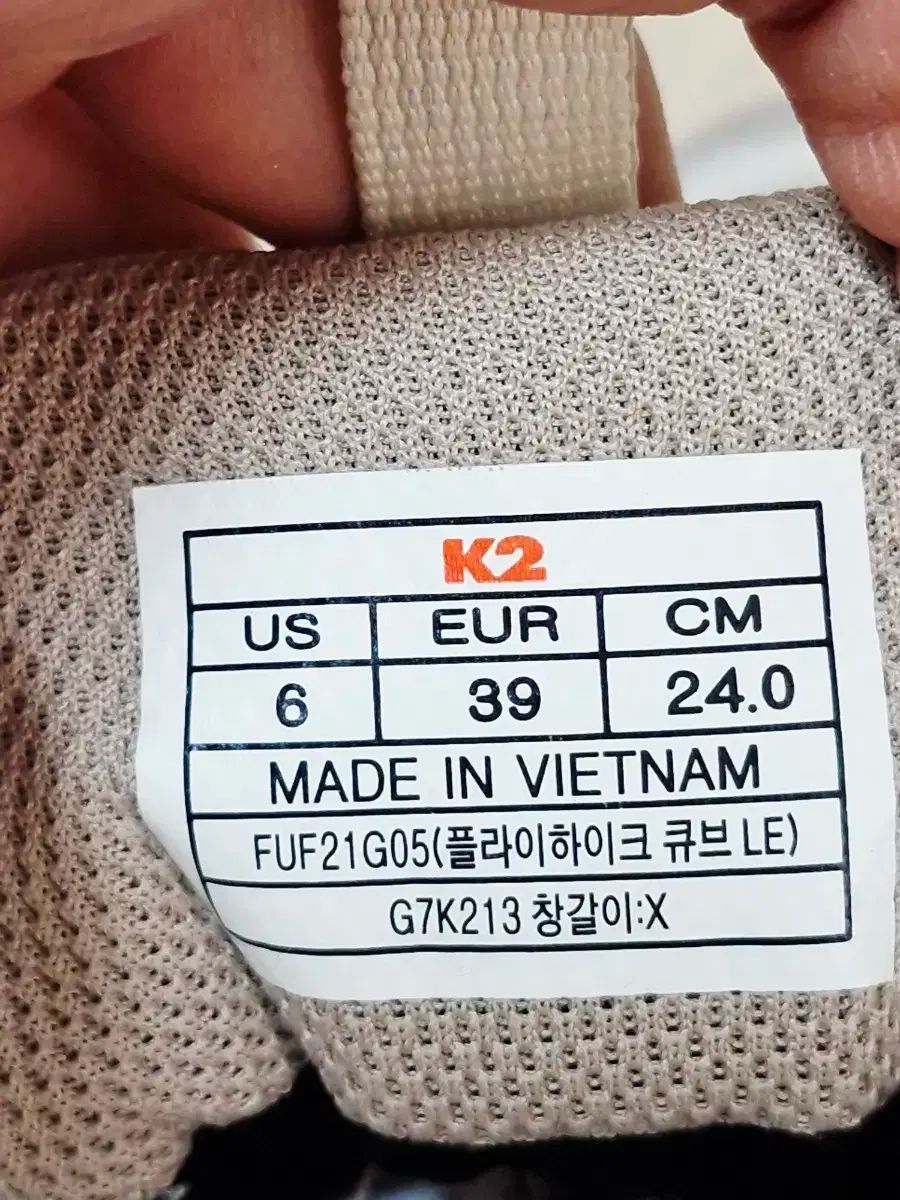 K2
US EUR CM
6 39 24.0
MADE IN VIETNAM
FUF21G05(플라이하이크 큐브 LE)
G7K213 창갈이:X